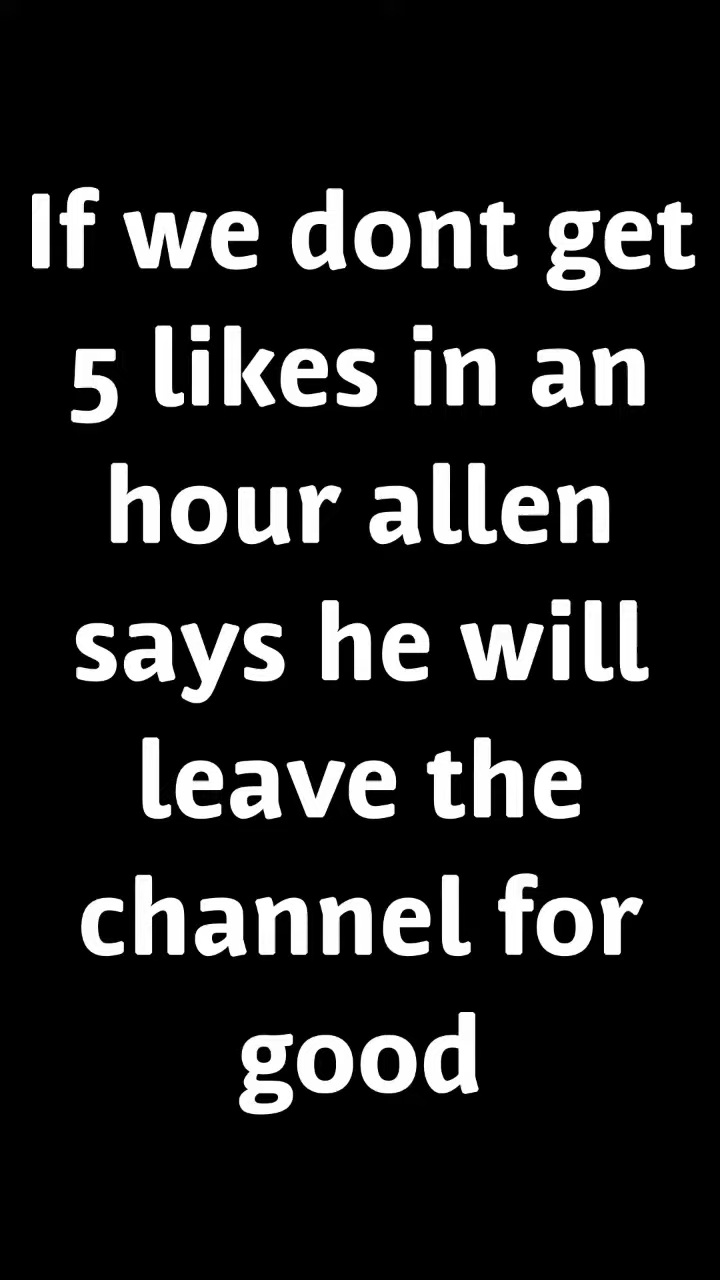 If we dont get
5 likes in an
hour allen
says he will
leave the
channel for
good